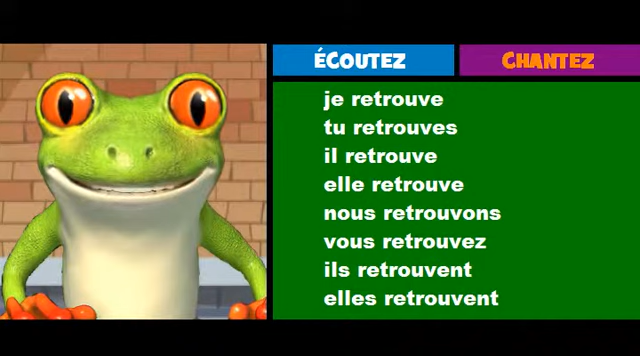 ÉCOUTEZ
CHANTEZ
je retrouve
tu retrouves
il retrouve
elle retrouve
nous retrouvons
vous retrouvez
ils retrouvent
elles retrouvent